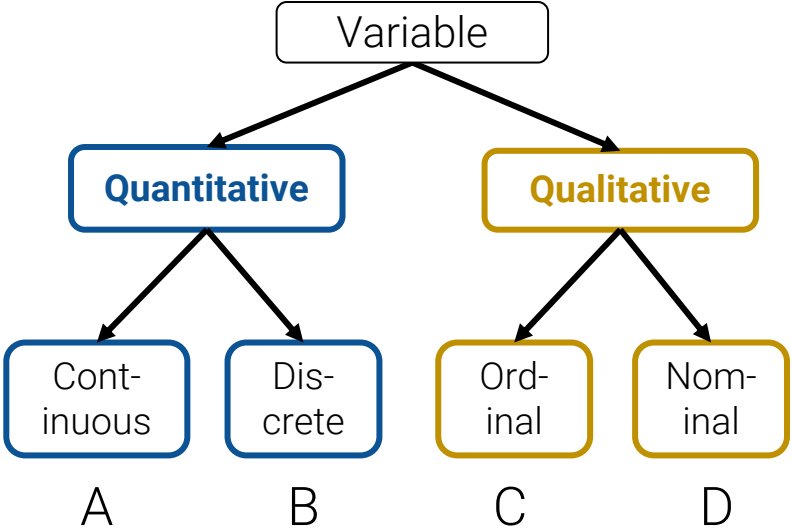 Variable
Quantitative
Qualitative
Cont-
inuous
Dis-
crete
Ord-
inal
Nom-
inal
A
B
C
D